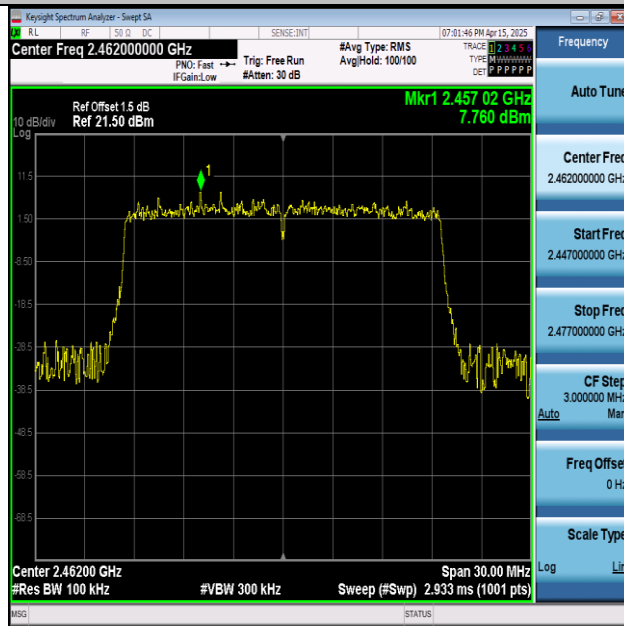 Keysight Spectrum Analyzer - Swept SA
RL RF 50 Ω DC SENSE:INT 07:01:46 PM Apr 15, 2025
Center Freq 2.462000000 GHz
PNO: Fast
IFGain:Low
Trig: Free Run
#Atten: 30 dB
#Avg Type: RMS
Avg|Hold: 100/100
TRACE 1 2 3 4 5 6
TYPE M WWWWW
DET P P P P P P
Frequency
Ref Offset 1.5 dB
10 dB/div Ref 21.50 dBm
Log
Mkr1 2.457 02 GHz
7.760 dBm
1
11.5
1.50
-8.50
-18.5
-28.5
-38.5
-48.5
-58.5
-68.5
Center 2.46200 GHz Span 30.00 MHz
#Res BW 100 kHz #VBW 300 kHz Sweep (#Swp) 2.933 ms (1001 pts)
Auto Tune
Center Freq
2.462000000 GHz
Start Freq
2.447000000 GHz
Stop Freq
2.477000000 GHz
CF Step
3.000000 MHz
Auto Man
Freq Offset
0 Hz
Scale Type
Log Lin
MSG STATUS